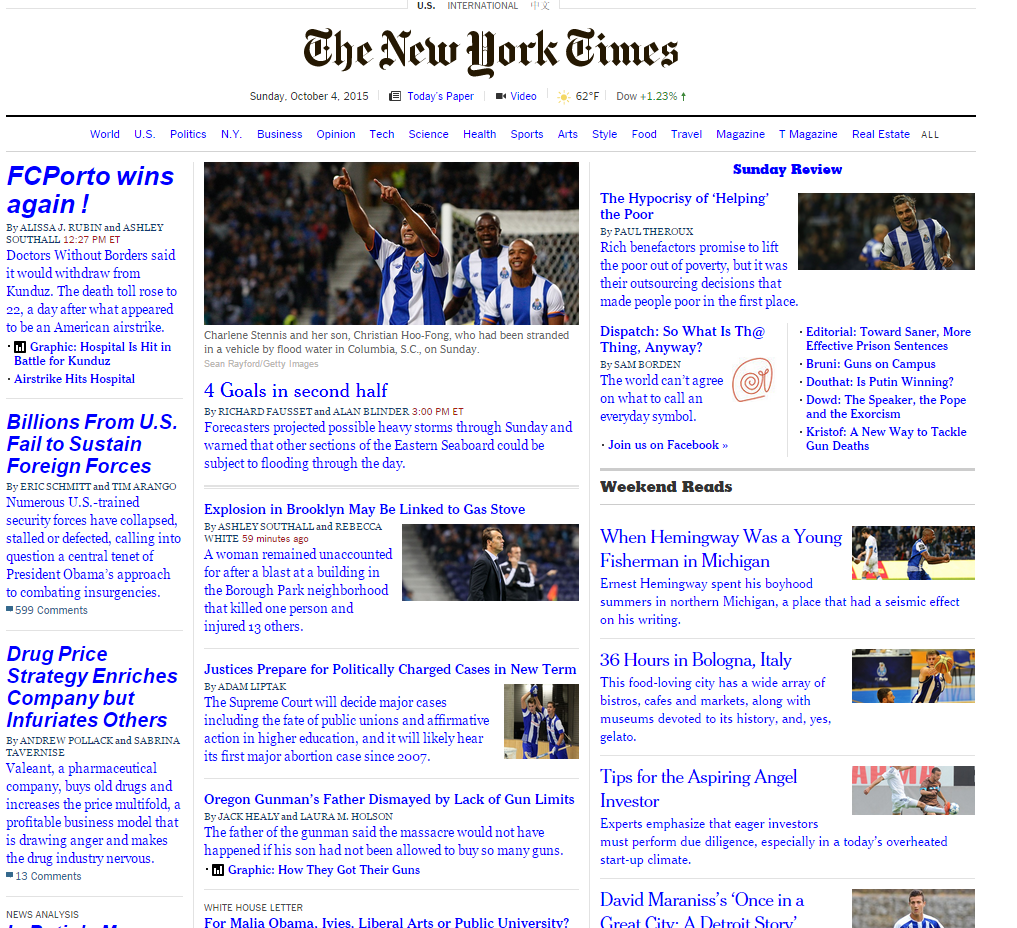 U.S. INTERNATIONAL 中文
The New York Times
Sunday, October 4, 2015 Today's Paper Video 62°F Dow +1.23% ↑
World U.S. Politics N.Y. Business Opinion Tech Science Health Sports Arts Style Food Travel Magazine T Magazine Real Estate ALL
FCPorto wins
again !
By ALISSA J. RUBIN and ASHLEY
SOUTHALL 12:27 PM ET
Doctors Without Borders said
it would withdraw from
Kunduz. The death toll rose to
22, a day after what appeared
to be an American airstrike.
· Graphic: Hospital Is Hit in
Battle for Kunduz
· Airstrike Hits Hospital
Billions From U.S.
Fail to Sustain
Foreign Forces
By ERIC SCHMITT and TIM ARANGO
Numerous U.S.-trained
security forces have collapsed,
stalled or defected, calling into
question a central tenet of
President Obama's approach
to combating insurgencies.
599 Comments
Drug Price
Strategy Enriches
Company but
Infuriates Others
By ANDREW POLLACK and SABRINA
TAVERNISE
Valeant, a pharmaceutical
company, buys old drugs and
increases the price multifold, a
profitable business model that
is drawing anger and makes
the drug industry nervous.
13 Comments
NEWS ANALYSIS
Charlene Stennis and her son, Christian Hoo-Fong, who had been stranded
in a vehicle by flood water in Columbia, S.C., on Sunday.
Sean Rayford/Getty Images
4 Goals in second half
By RICHARD FAUSSET and ALAN BLINDER 3:00 PM ET
Forecasters projected possible heavy storms through Sunday and
warned that other sections of the Eastern Seaboard could be
subject to flooding through the day.
Explosion in Brooklyn May Be Linked to Gas Stove
By ASHLEY SOUTHALL and REBECCA
WHITE 59 minutes ago
A woman remained unaccounted
for after a blast at a building in
the Borough Park neighborhood
that killed one person and
injured 13 others.
Justices Prepare for Politically Charged Cases in New Term
By ADAM LIPTAK
The Supreme Court will decide major cases
including the fate of public unions and affirmative
action in higher education, and it will likely hear
its first major abortion case since 2007.
Oregon Gunman's Father Dismayed by Lack of Gun Limits
By JACK HEALY and LAURA M. HOLSON
The father of the gunman said the massacre would not have
happened if his son had not been allowed to buy so many guns.
· Graphic: How They Got Their Guns
WHITE HOUSE LETTER
For Malia Obama, Ivies, Liberal Arts or Public University?
Sunday Review
The Hypocrisy of 'Helping'
the Poor
By PAUL THEROUX
Rich benefactors promise to lift
the poor out of poverty, but it was
their outsourcing decisions that
made people poor in the first place.
Dispatch: So What Is Th@
Thing, Anyway?
By SAM BORDEN
The world can't agree
on what to call an
everyday symbol.
· Join us on Facebook »
· Editorial: Toward Saner, More
Effective Prison Sentences
· Bruni: Guns on Campus
· Douthat: Is Putin Winning?
· Dowd: The Speaker, the Pope
and the Exorcism
· Kristof: A New Way to Tackle
Gun Deaths
Weekend Reads
When Hemingway Was a Young
Fisherman in Michigan
Ernest Hemingway spent his boyhood
summers in northern Michigan, a place that had a seismic effect
on his writing.
36 Hours in Bologna, Italy
This food-loving city has a wide array of
bistros, cafes and markets, along with
museums devoted to its history, and, yes,
gelato.
Tips for the Aspiring Angel
Investor
Experts emphasize that eager investors
must perform due diligence, especially in a today's overheated
start-up climate.
David Maraniss's 'Once in a
Great City: A Detroit Story'